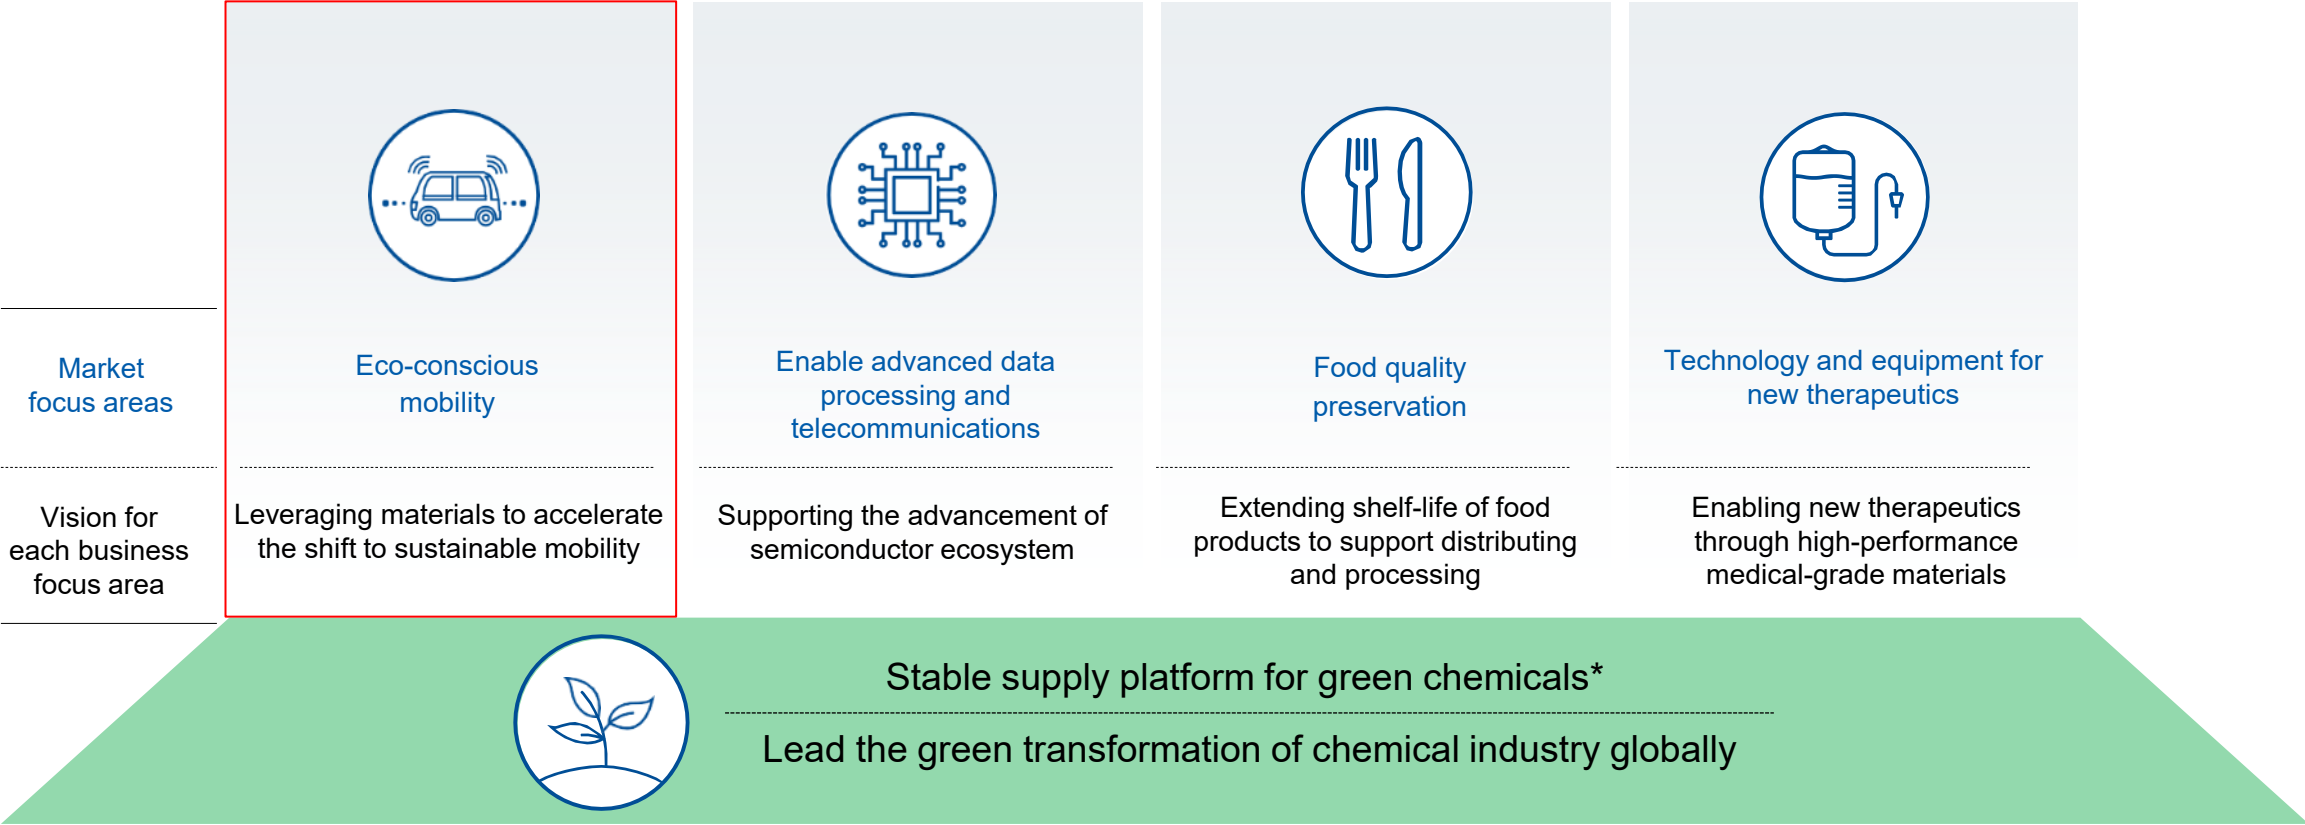 Market
focus areas
Eco-conscious
mobility
Enable advanced data
processing and
telecommunications
Food quality
preservation
Technology and equipment for
new therapeutics
Vision for
each business
focus area
Leveraging materials to accelerate
the shift to sustainable mobility
Supporting the advancement of
semiconductor ecosystem
Extending shelf-life of food
products to support distributing
and processing
Enabling new therapeutics
through high-performance
medical-grade materials
Stable supply platform for green chemicals*
Lead the green transformation of chemical industry globally